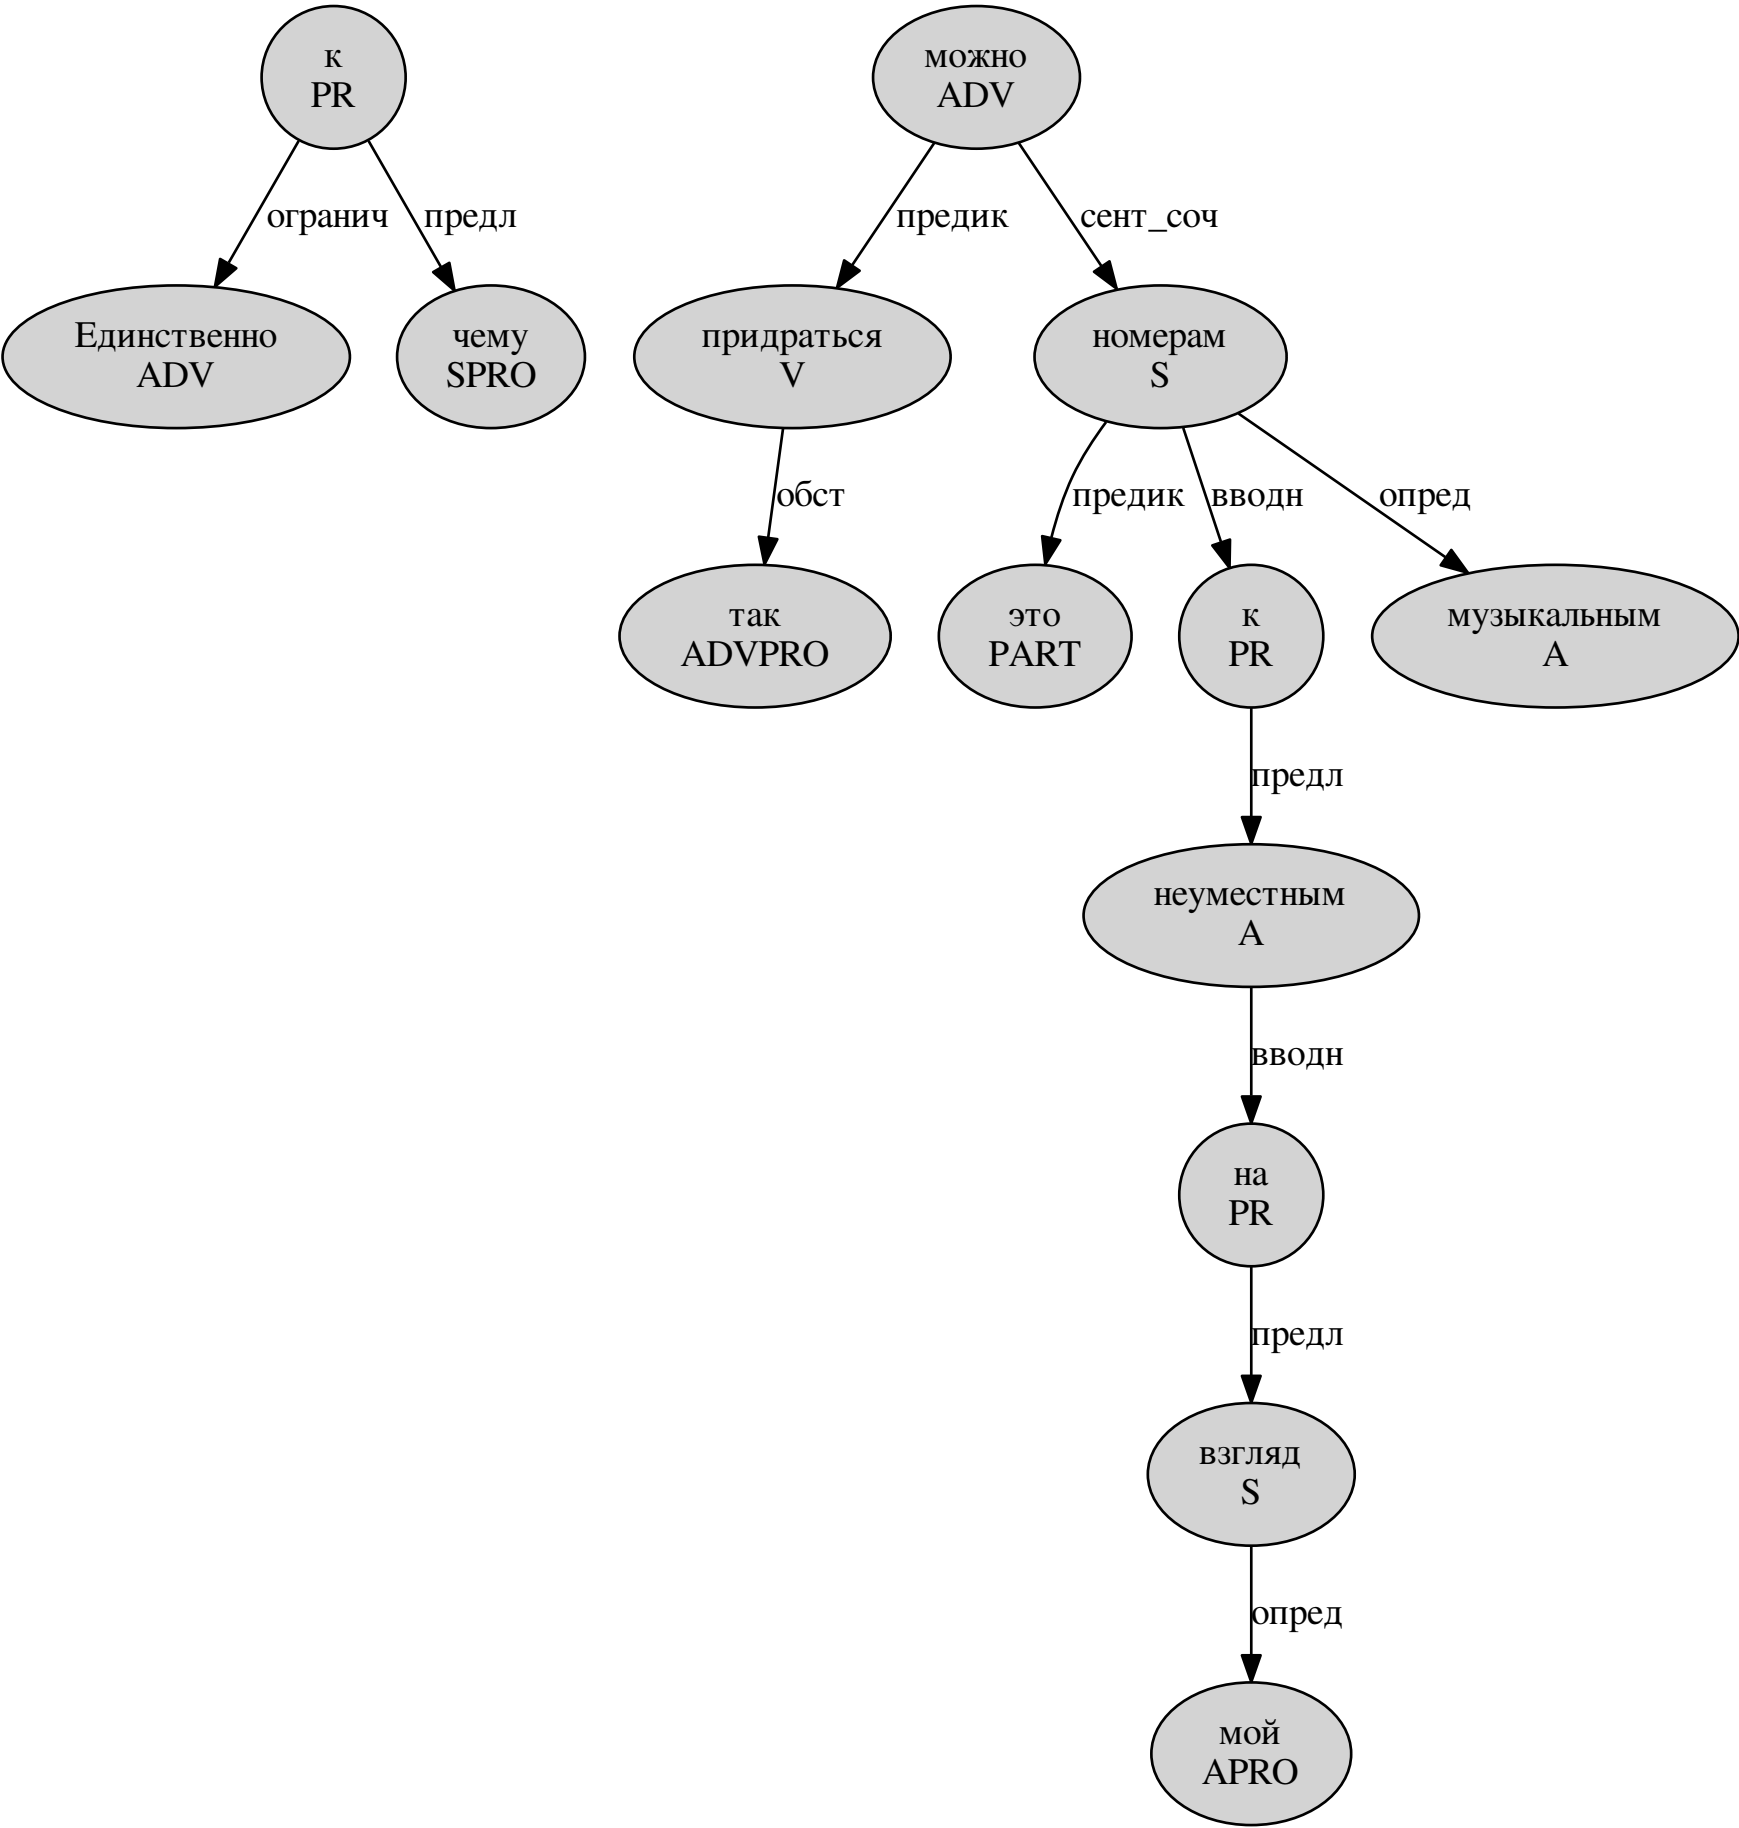 к
PR
можно
ADV
огранич
предл
предик
сент_соч
Единственно
ADV
чему
SPRO
придраться
V
номерам
S
обст
предик
вводн
опред
так
ADVPRO
это
PART
к
PR
музыкальным
A
предл
неуместным
A
вводн
на
PR
предл
взгляд
S
опред
мой
APRO